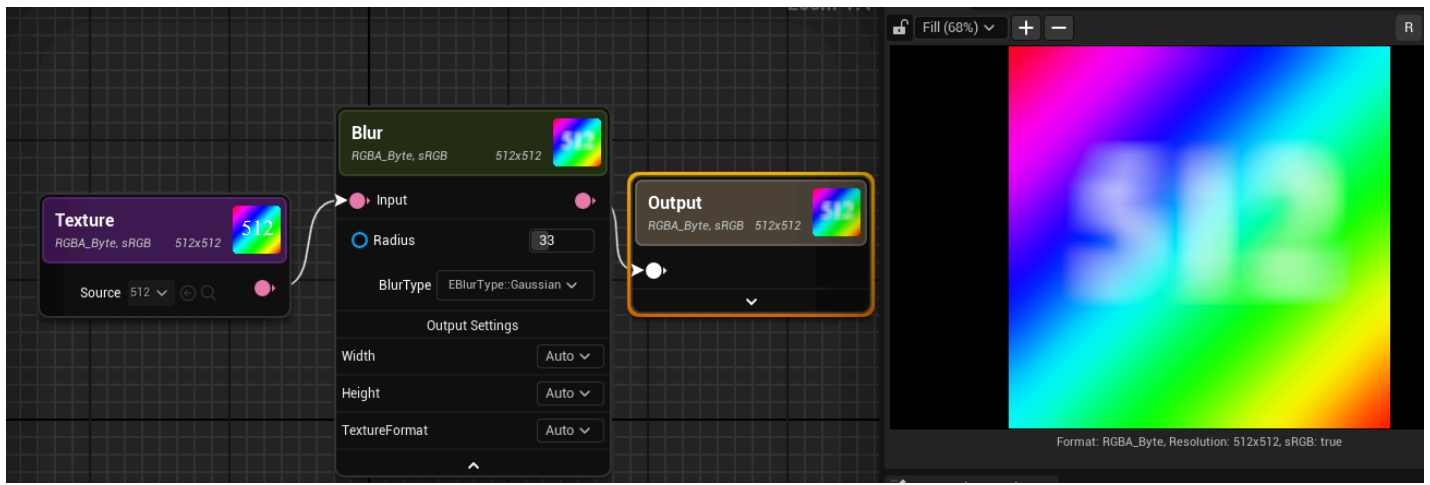 Fill (68%)
R
Blur
RGBA_Byte, sRGB 512x512
512
Input
Radius 33
BlurType EBlurType::Gaussian
Output Settings
Width Auto
Height Auto
TextureFormat Auto
Texture
RGBA_Byte, sRGB 512x512
512
Source 512
Output
RGBA_Byte, sRGB 512x512
512
512
Format: RGBA_Byte, Resolution: 512x512, sRGB: true